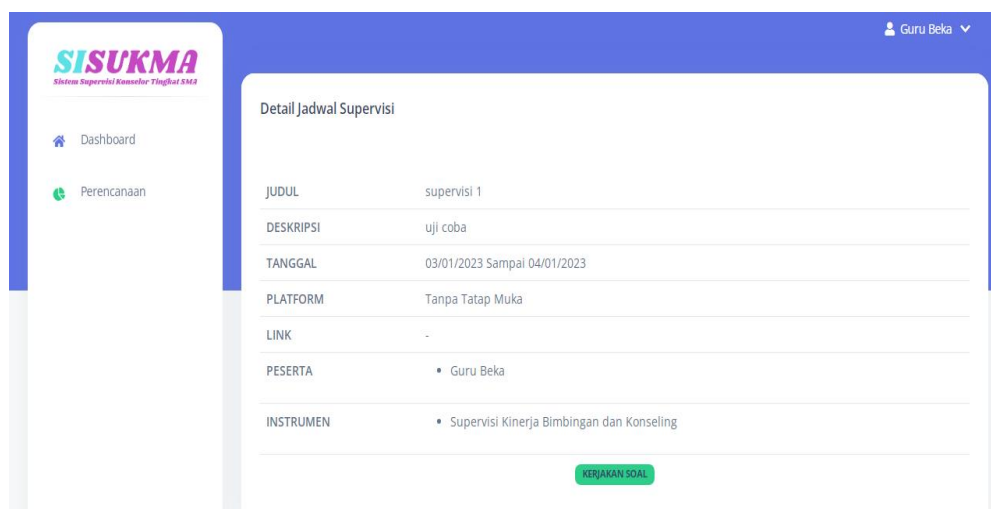 Guru Beka
SISUKMA
Sistem Supervisi Konselor Tingkat SMA
Dashboard
Perencanaan
Detail Jadwal Supervisi
JUDUL supervisi 1
DESKRIPSI uji coba
TANGGAL 03/01/2023 Sampai 04/01/2023
PLATFORM Tanpa Tatap Muka
LINK -
PESERTA • Guru Beka
INSTRUMEN • Supervisi Kinerja Bimbingan dan Konseling
KERJAKAN SOAL